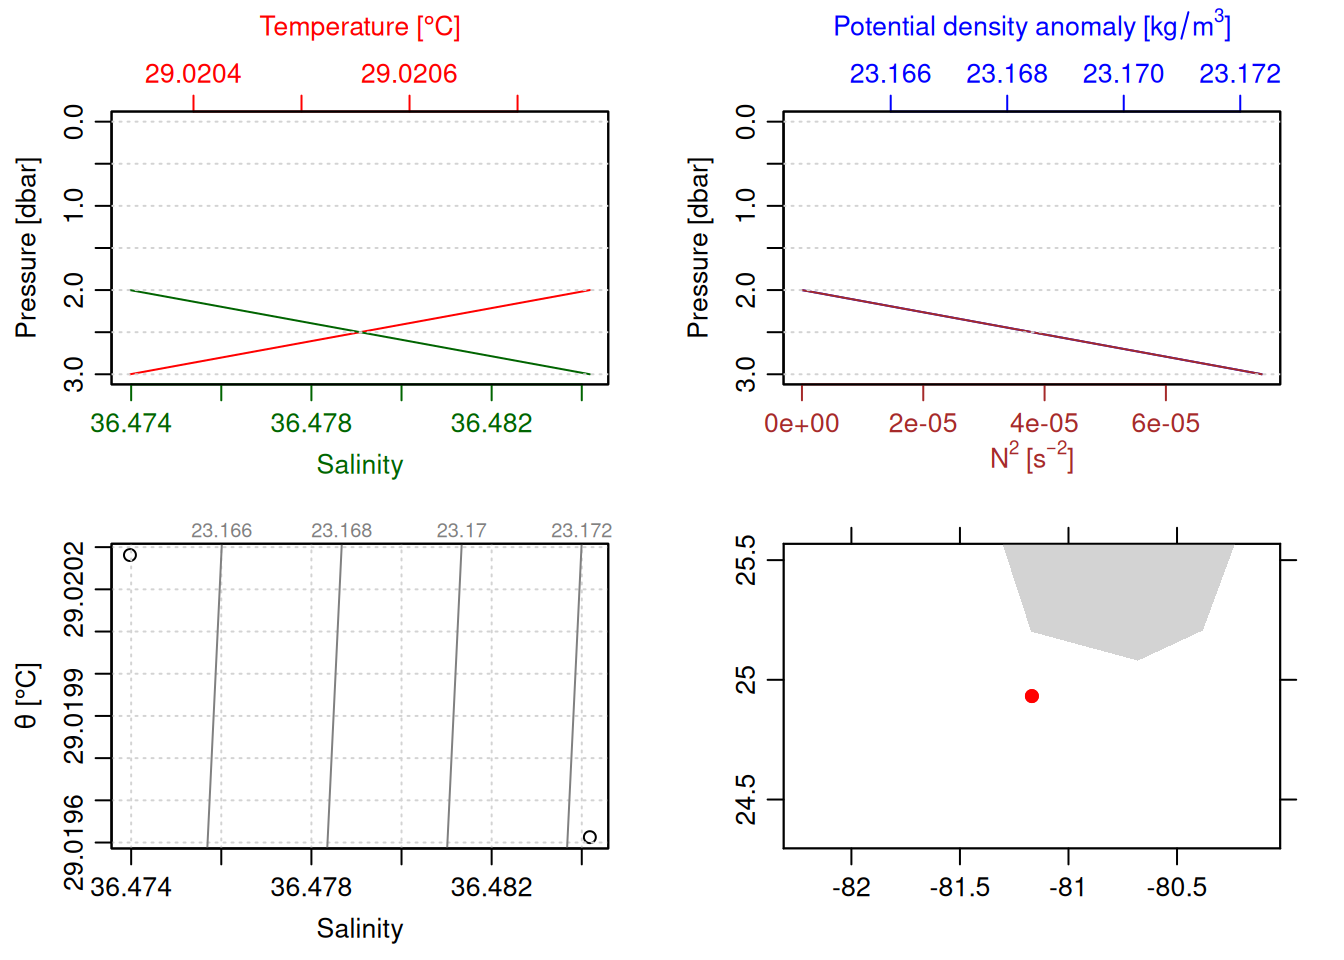 Temperature [°C]
29.0204 29.0206
0.0
1.0
2.0
3.0
Pressure [dbar]
36.474 36.478 36.482
Salinity
Potential density anomaly [kg/m³]
23.166 23.168 23.170 23.172
0.0
1.0
2.0
3.0
Pressure [dbar]
0e+00 2e-05 4e-05 6e-05
N² [s⁻²]
23.166 23.168 23.17 23.172
29.0202
29.0199
29.0196
29.0195
θ [°C]
36.474 36.478 36.482
Salinity
25.5
25
24.5
-82 -81.5 -81 -80.5